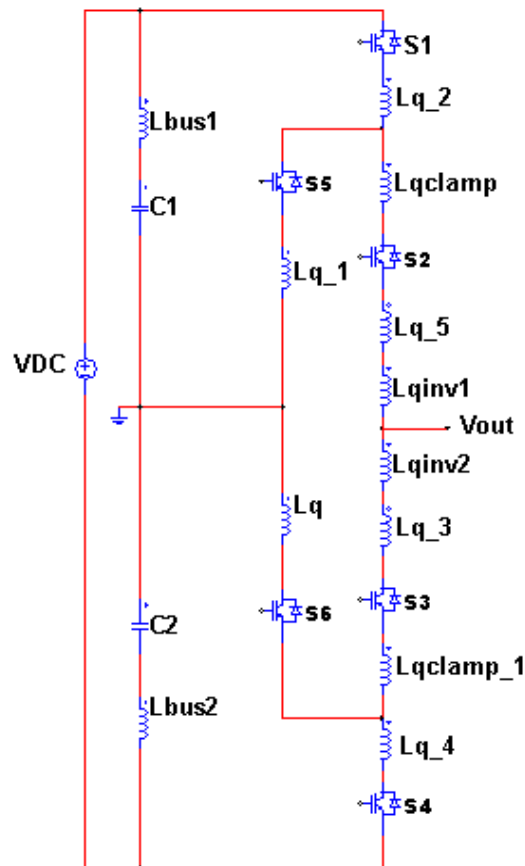 S1
Lq_2
Lbus1
S5
Lqclamp
C1
S2
Lq_1
Lq_5
VDC
Lqinv1
Vout
Lqinv2
Lq
Lq_3
S6
S3
C2
Lqclamp_1
Lbus2
Lq_4
S4